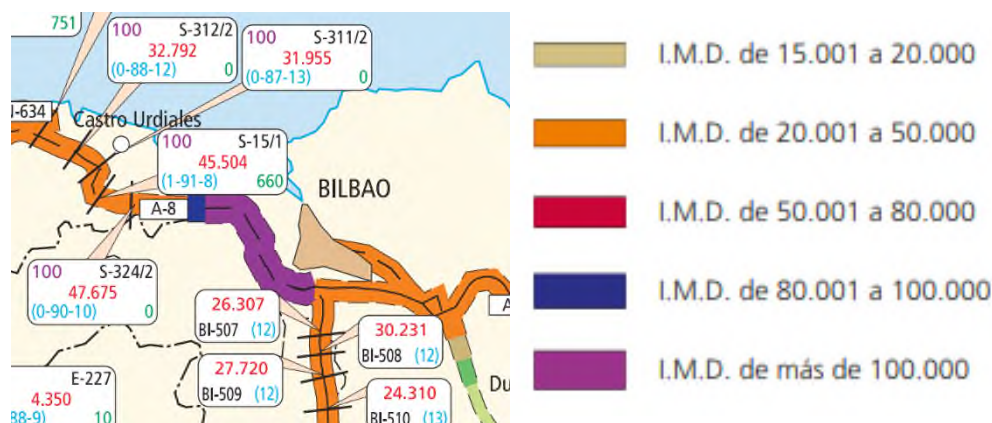 751
100 S-312/2
32.792
(0-88-12) 0
100 S-311/2
31.955
(0-87-13) 0
N-634
Castro Urdiales
100 S-15/1
45.504
(1-91-8) 660
BILBAO
A-8
100 S-324/2
47.675
(0-90-10) 0
26.307
BI-507 (12)
30.231
BI-508 (12)
27.720
BI-509 (12)
24.310
BI-510 (13)
E-227
4.350
88-9) 10
A
Du
I.M.D. de 15.001 a 20.000
I.M.D. de 20.001 a 50.000
I.M.D. de 50.001 a 80.000
I.M.D. de 80.001 a 100.000
I.M.D. de más de 100.000